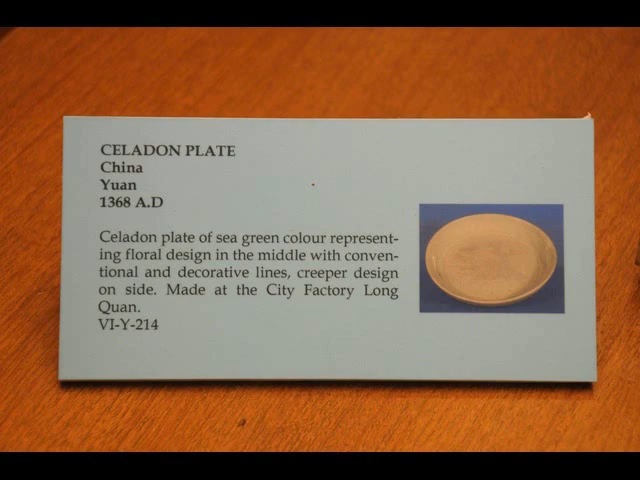 CELADON PLATE
China
Yuan
1368 A.D
Celadon plate of sea green colour represent-
ing floral design in the middle with conven-
tional and decorative lines, creeper design
on side. Made at the City Factory Long
Quan.
VI-Y-214